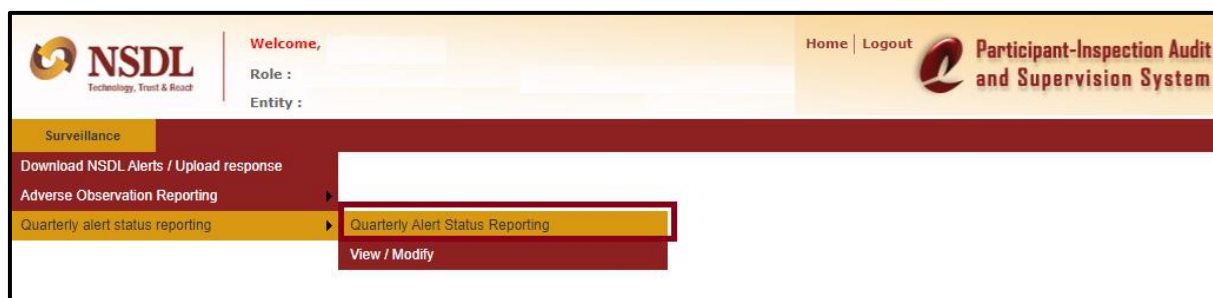 NSDL
Technology, Trust & Reach
Welcome,
Role :
Entity :
Home | Logout
Participant-Inspection Audit
and Supervision System
Surveillance
Download NSDL Alerts / Upload response
Adverse Observation Reporting
Quarterly alert status reporting
Quarterly Alert Status Reporting
View / Modify